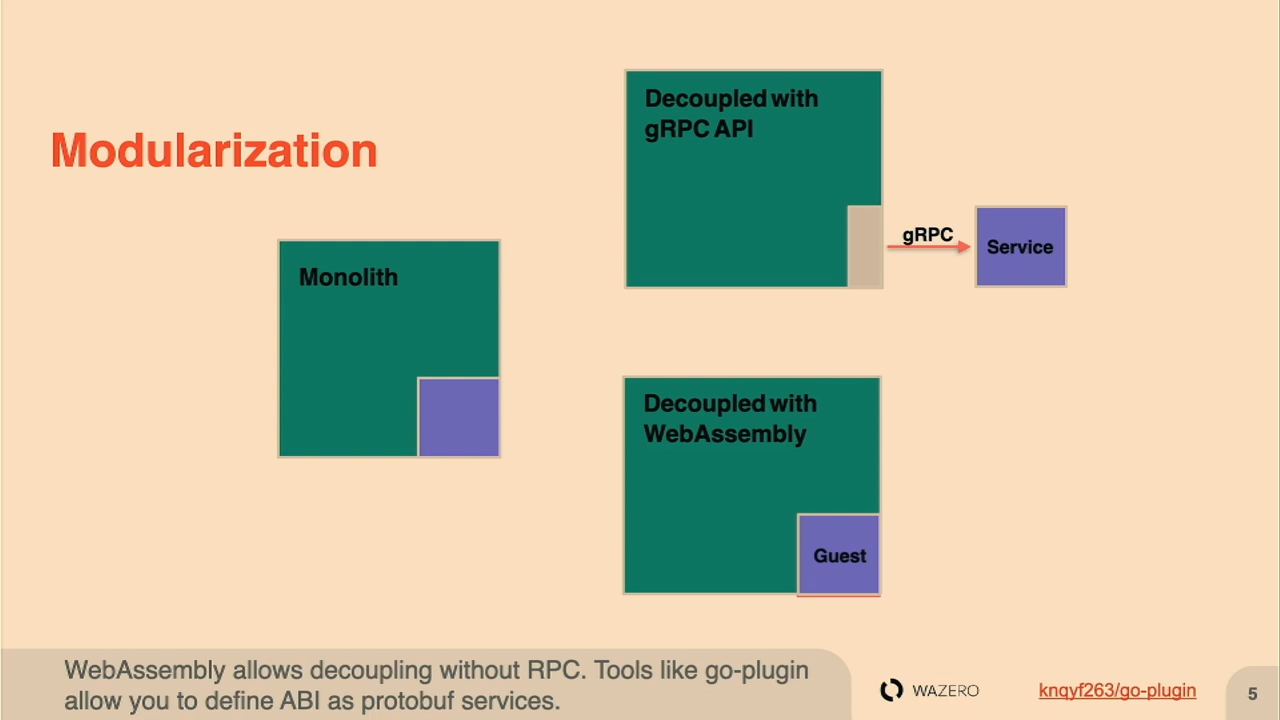 Modularization
Monolith
Decoupled with
gRPC API
gRPC
Service
Decoupled with
WebAssembly
Guest
WebAssembly allows decoupling without RPC. Tools like go-plugin
allow you to define ABI as protobuf services.
WAZERO
knqyf263/go-plugin
5